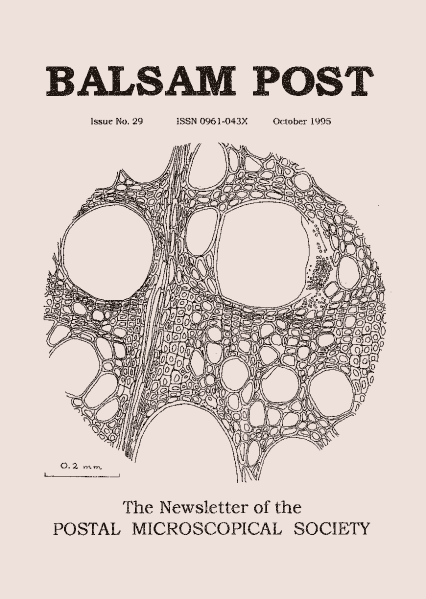 BALSAM POST
Issue No. 29 ISSN 0961-043X October 1995
0.2 mm
The Newsletter of the
POSTAL MICROSCOPICAL SOCIETY